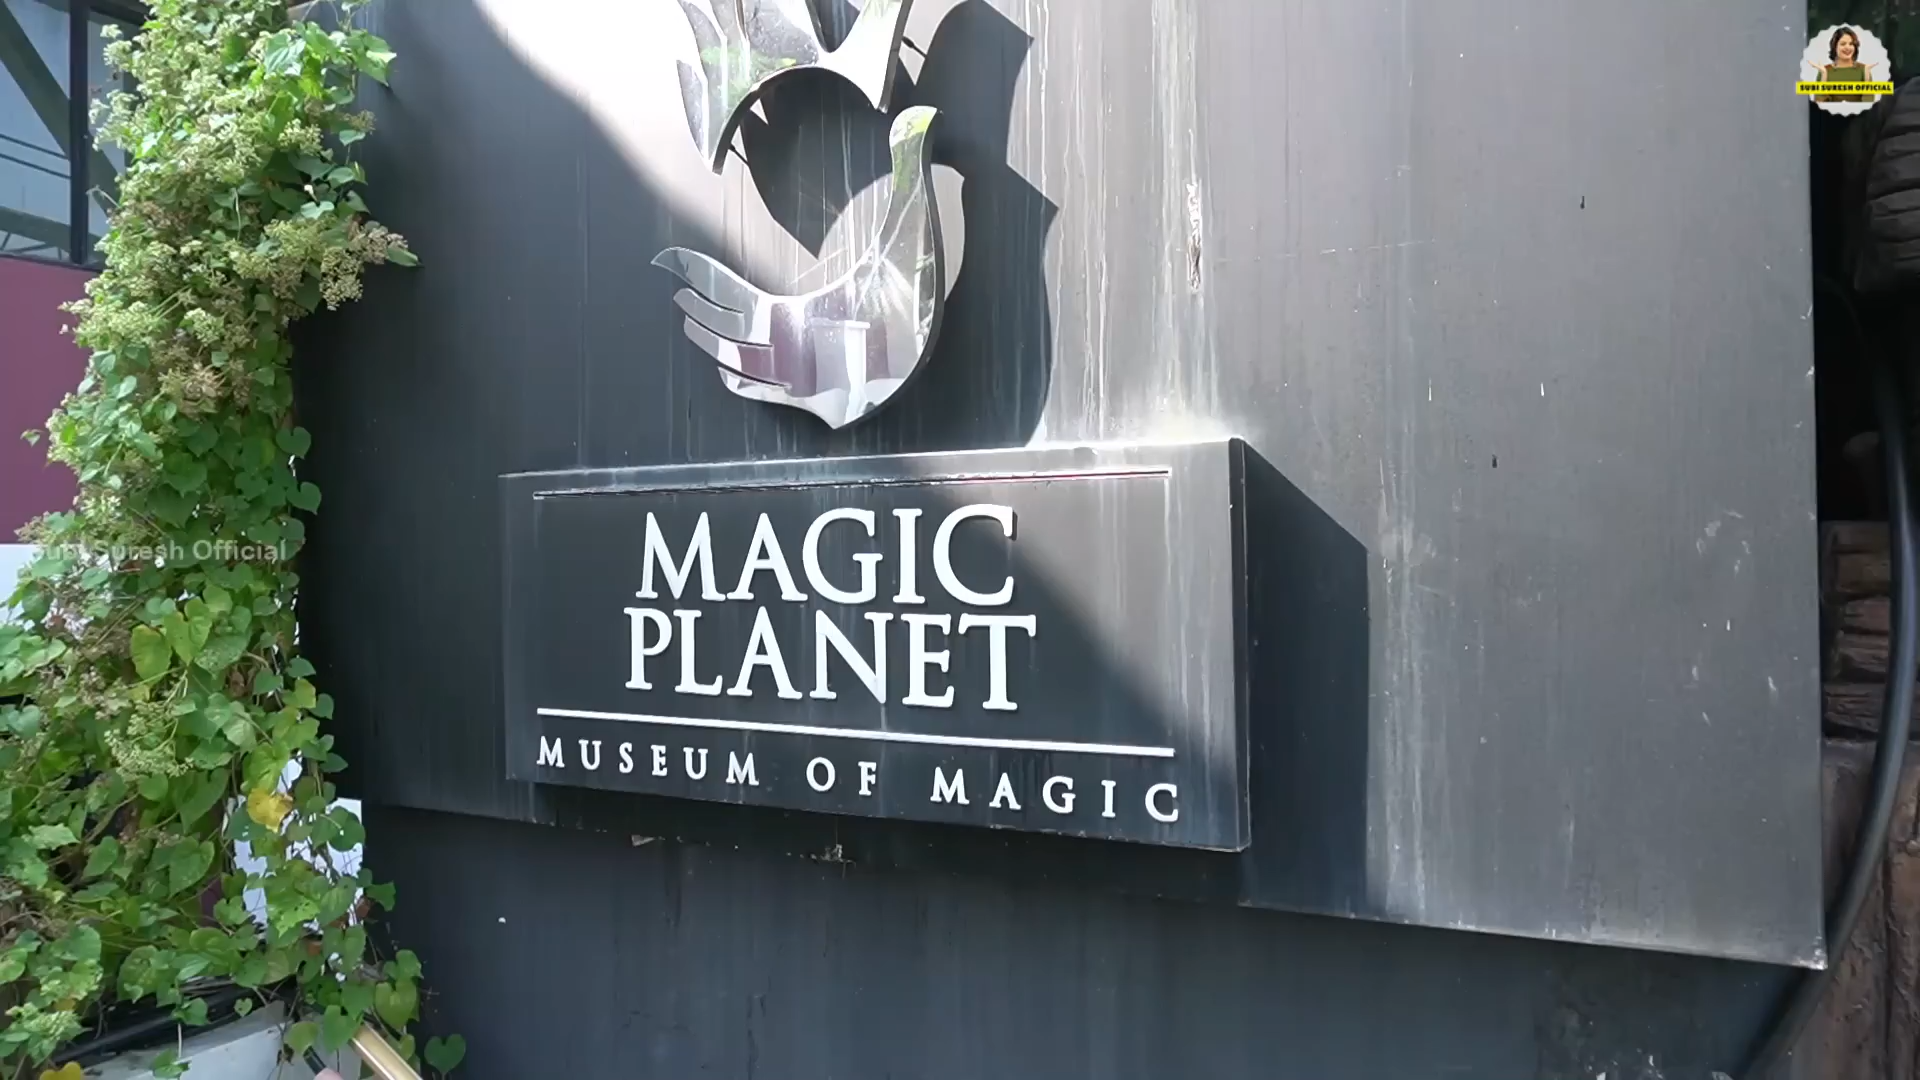 SUBI SURESH OFFICIAL
MAGIC
PLANET
MUSEUM OF MAGIC
Subi Suresh Official